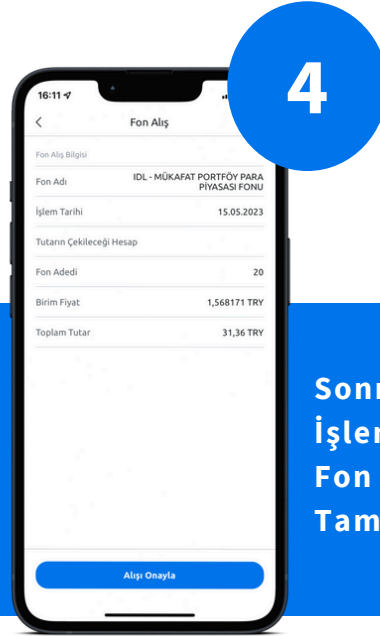 4
16:11
Fon Alış
Fon Alış Bilgisi
Fon Adı IDL - MÜKAFAT PORTFÖY PARA
PİYASASI FONU
İşlem Tarihi 15.05.2023
Tutarın Çekileceği Hesap
Fon Adedi 20
Birim Fiyat 1,568171 TRY
Toplam Tutar 31,36 TRY
Alışı Onayla
Fon